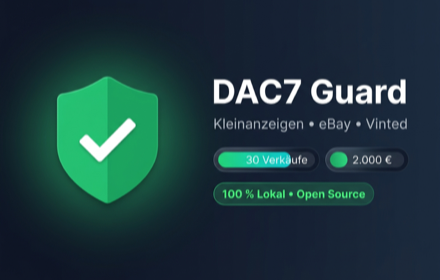 DAC7 Guard
Kleinanzeigen • eBay • Vinted
30 Verkäufe 2.000 €
100 % Lokal • Open Source